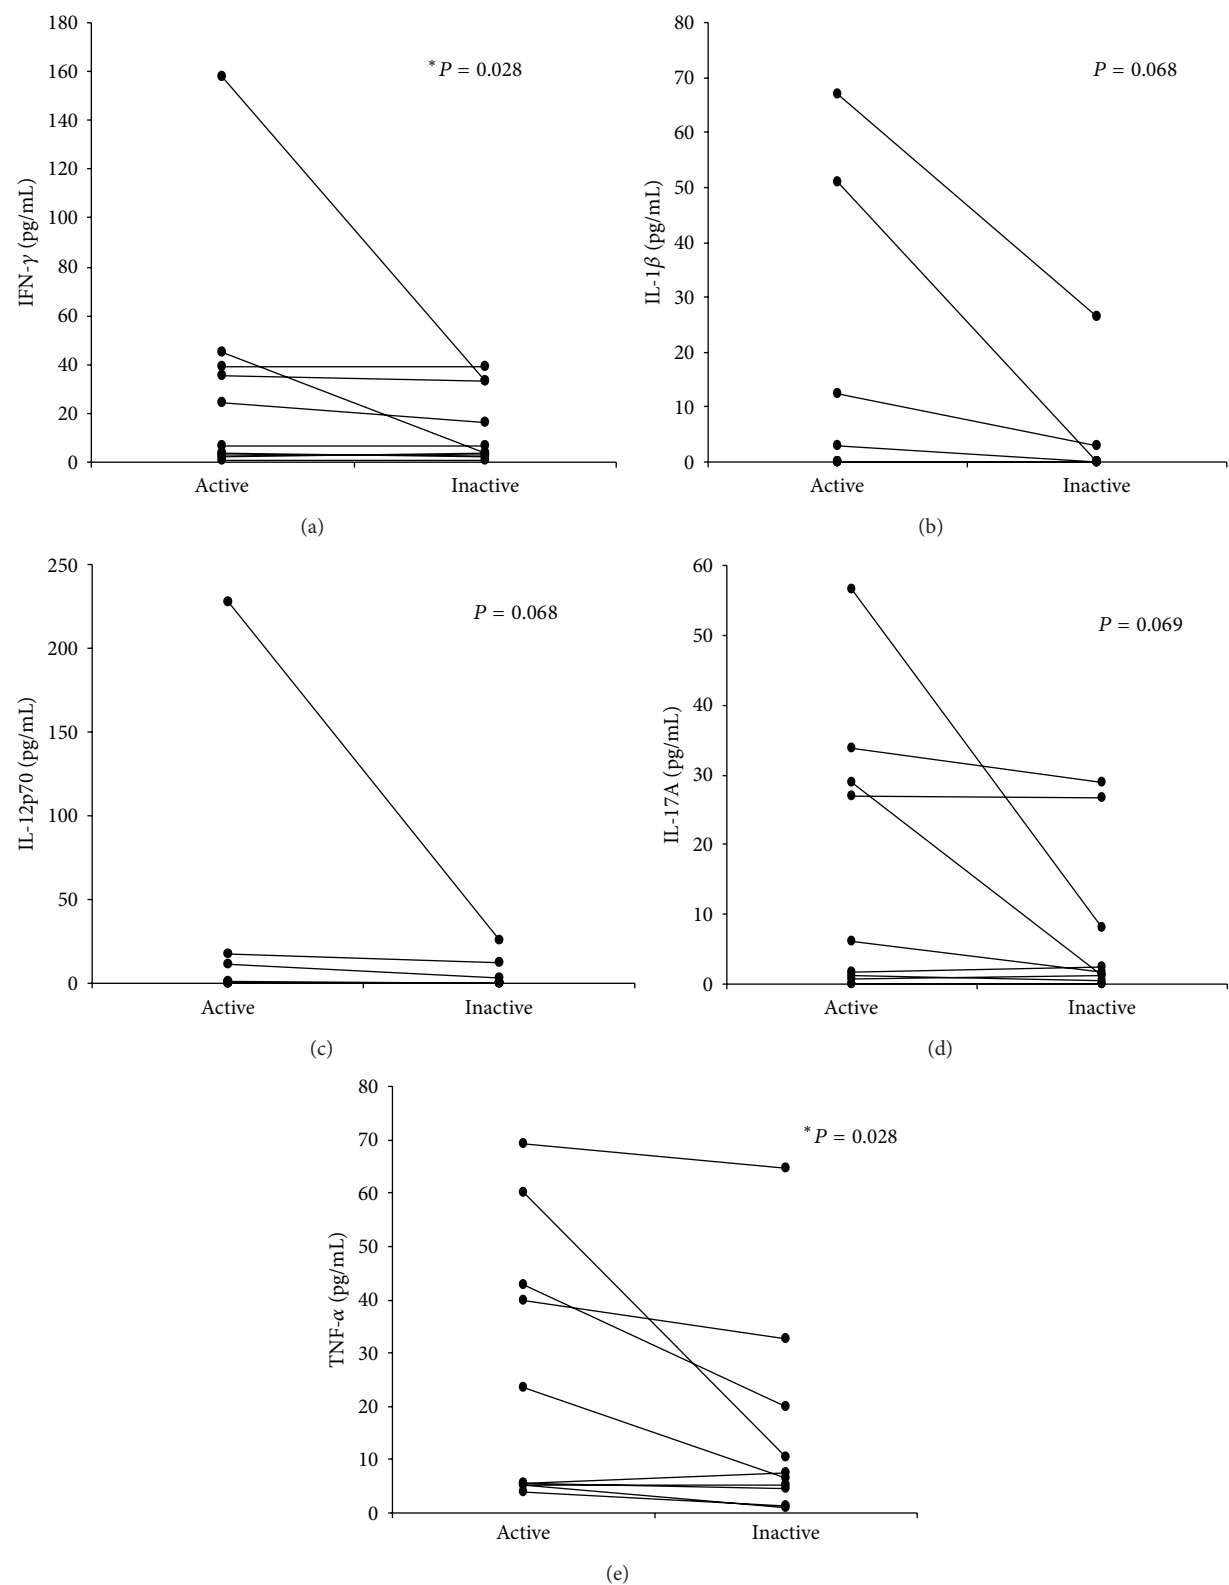 180
160
140
120
100
80
60
40
20
0
IFN-γ (pg/mL)
*P = 0.028
Active
Inactive
(a)
80
70
60
50
40
30
20
10
0
IL-1β (pg/mL)
P = 0.068
Active
Inactive
(b)
250
200
150
100
50
0
IL-12p70 (pg/mL)
P = 0.068
Active
Inactive
(c)
60
50
40
30
20
10
0
IL-17A (pg/mL)
P = 0.069
Active
Inactive
(d)
80
70
60
50
40
30
20
10
0
TNF-α (pg/mL)
*P = 0.028
Active
Inactive
(e)